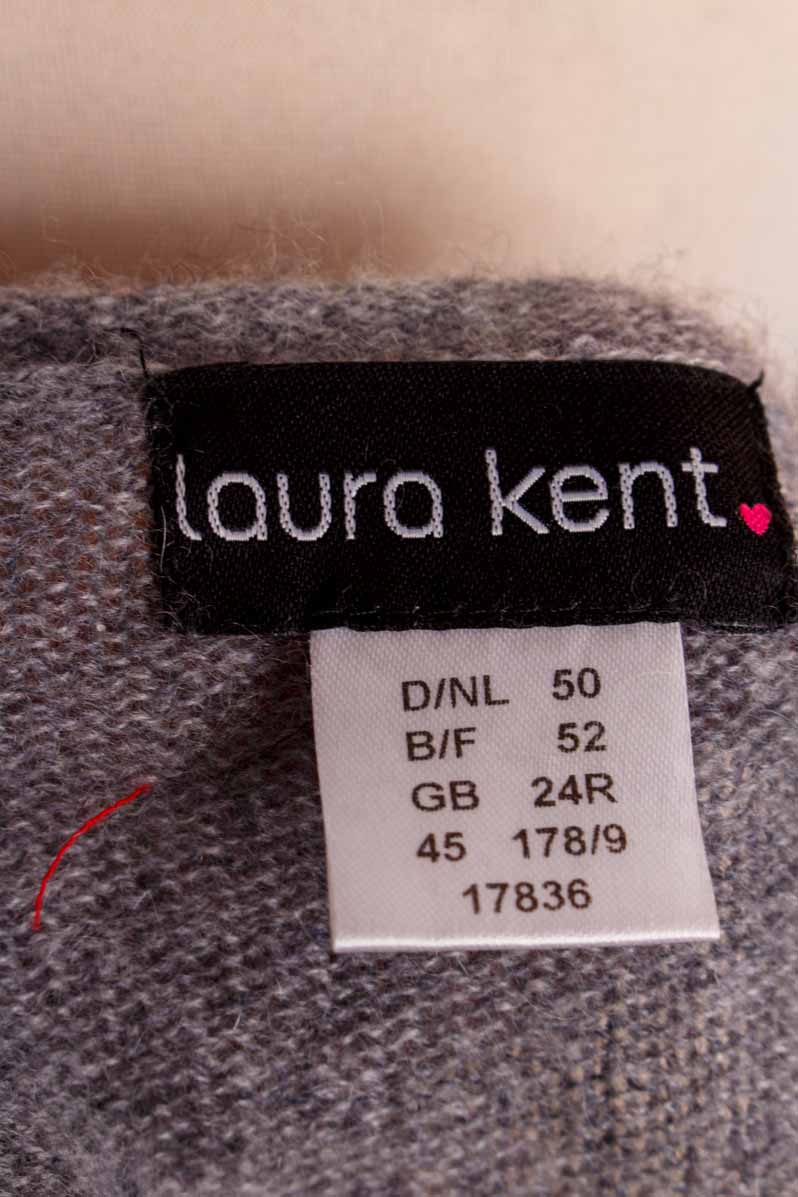 laura kent.
D/NL 50
B/F 52
GB 24R
45 178/9
17836